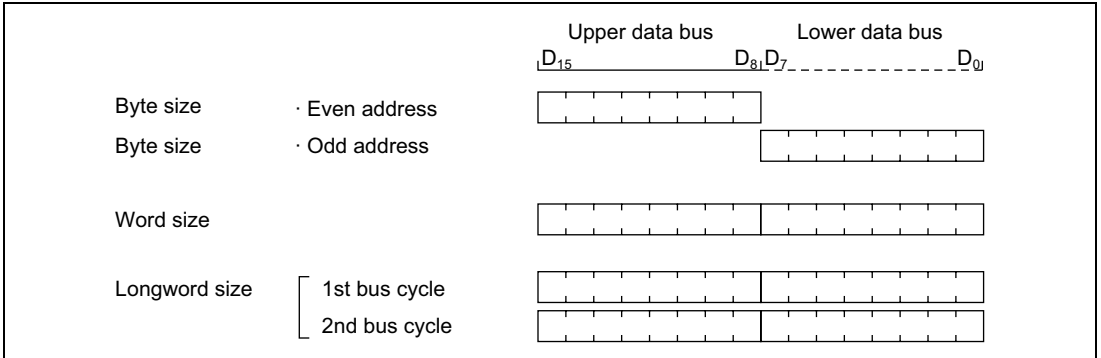 Upper data bus Lower data bus
D15 D8 D7 D0
Byte size · Even address
Byte size · Odd address
Word size
Longword size 1st bus cycle
2nd bus cycle